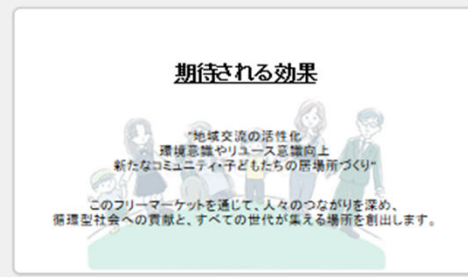 期待される効果
"地域交流の活性化
環境意識やリユース意識向上
新たなコミュニティ・子どもたちの居場所づくり"
このフリーマーケットを通じて、人々のつながりを深め、
循環型社会への貢献と、すべての世代が集える場所を創出します。